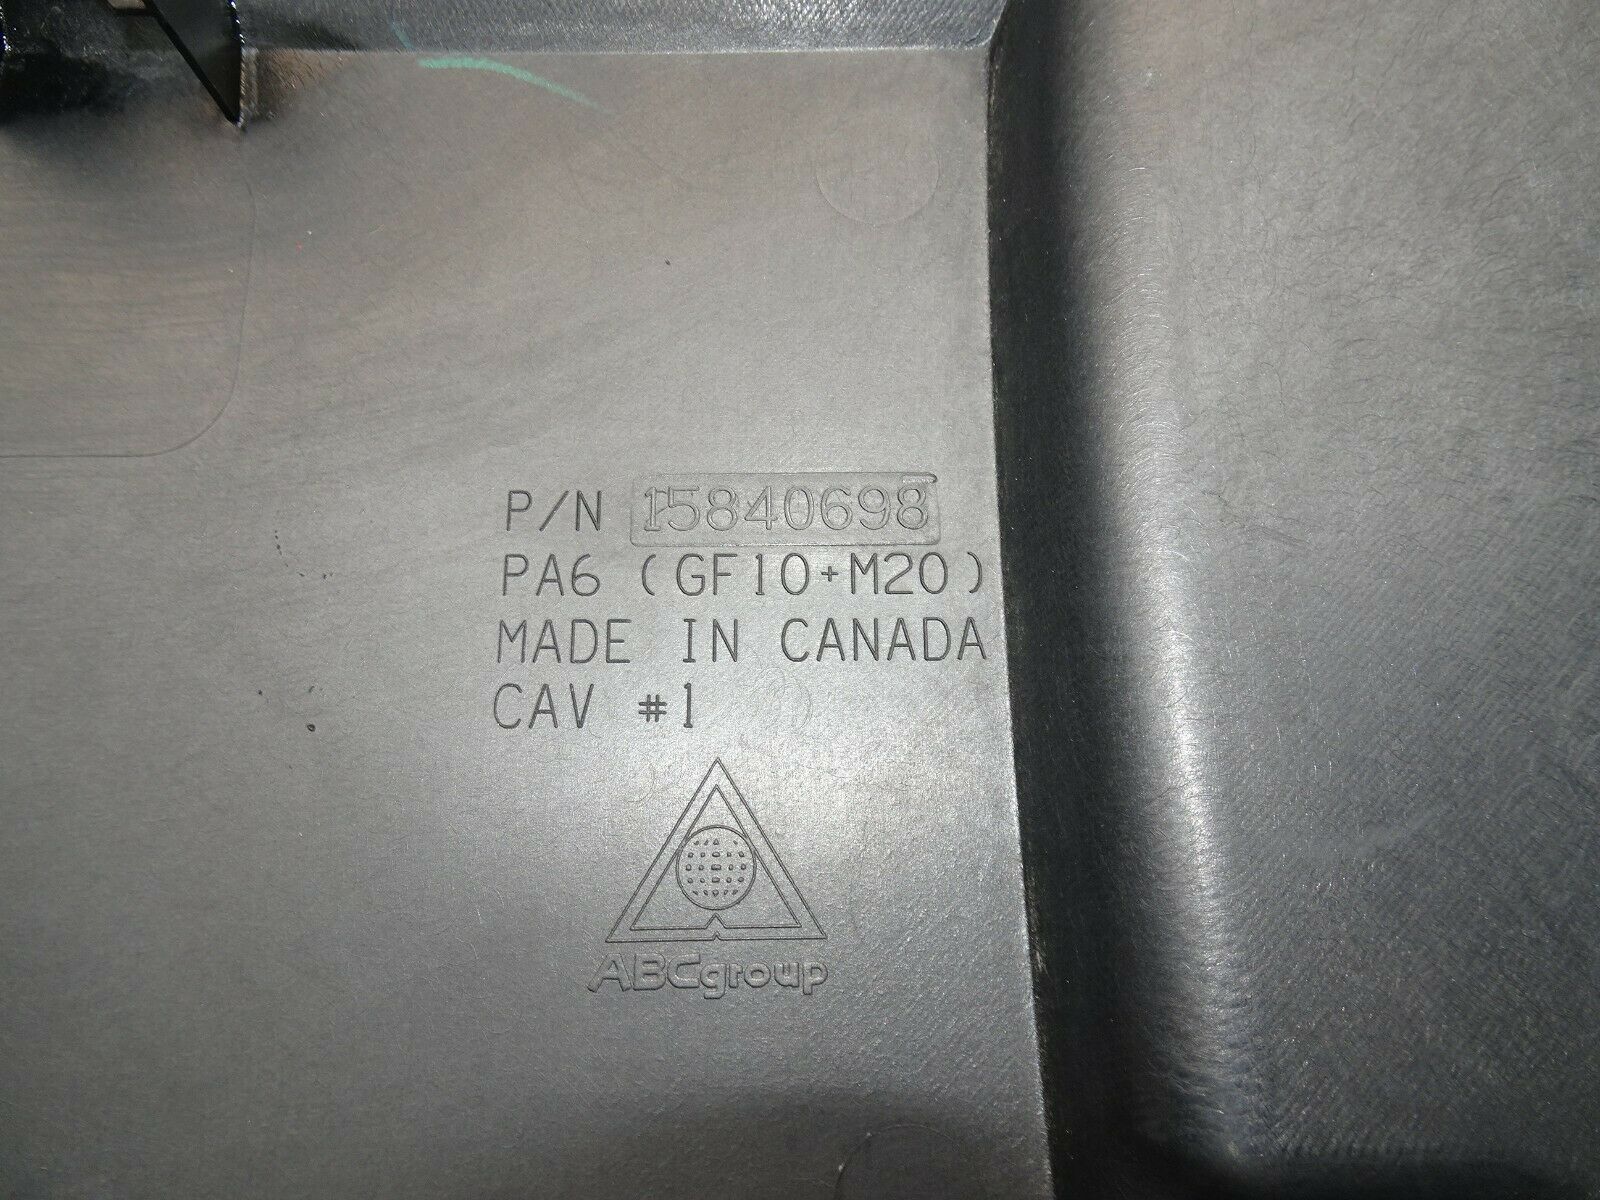 P/N 15840698
PA6 (GF10+M20)
MADE IN CANADA
CAV #1
ABCgroup